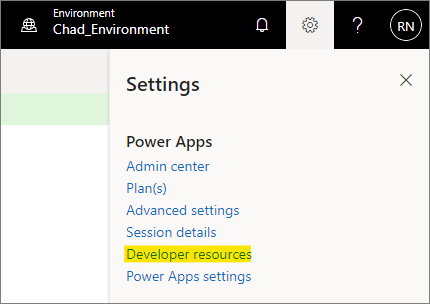 Environment
Chad_Environment
?
RN
Settings
Power Apps
Admin center
Plan(s)
Advanced settings
Session details
Developer resources
Power Apps settings